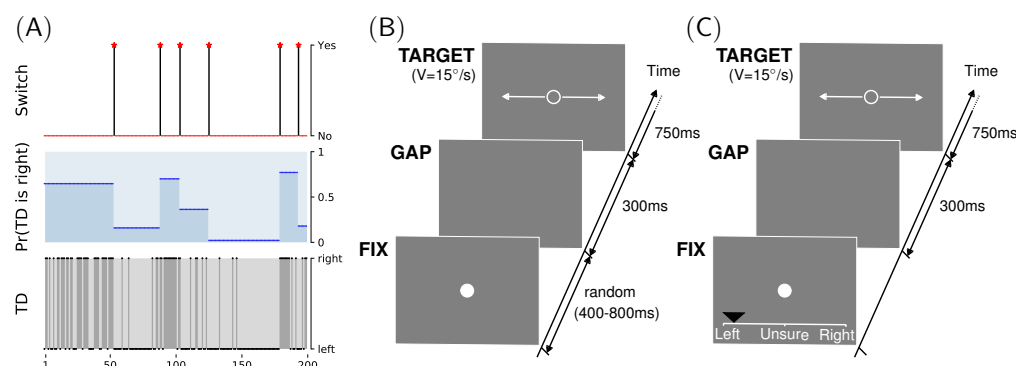 (A)
Switch
Yes
No
Pr(TD is right)
1
0.5
0
TD
right
left
1
50
100
150
200
(B)
TARGET
(V=15°/s)
GAP
FIX
Time
750ms
300ms
random
(400-800ms)
(C)
TARGET
(V=15°/s)
GAP
FIX
Left Unsure Right
Time
750ms
300ms